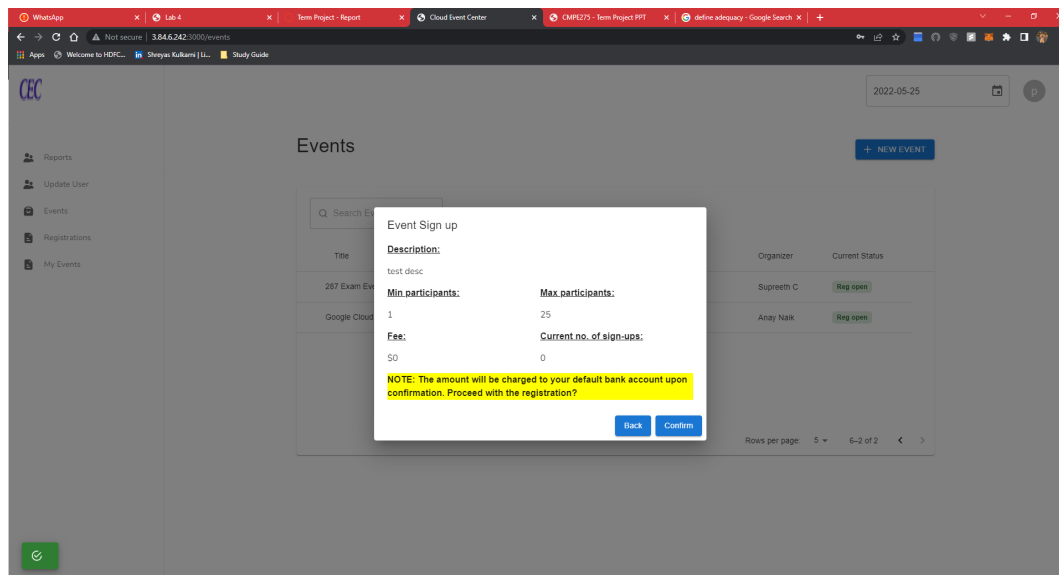 WhatsApp
Lab 4
Term Project - Report
Cloud Event Center
CMPE275 - Term Project PPT
define adequacy - Google Search
Not secure
3.84.6.242:3000/events
Apps
Welcome to HDFC...
Shreyas Kulkarni | Li...
Study Guide
CEC
2022-05-25
p
Reports
Update User
Events
Registrations
My Events
Events
+ NEW EVENT
Search Ev
Title
Organizer
Current Status
287 Exam Eve
Supreeth C
Reg open
Google Cloud
Anay Naik
Reg open
Event Sign up
Description:
test desc
Min participants:
Max participants:
1
25
Fee:
Current no. of sign-ups:
$0
0
NOTE: The amount will be charged to your default bank account upon
confirmation. Proceed with the registration?
Back
Confirm
Rows per page:
5
6–2 of 2